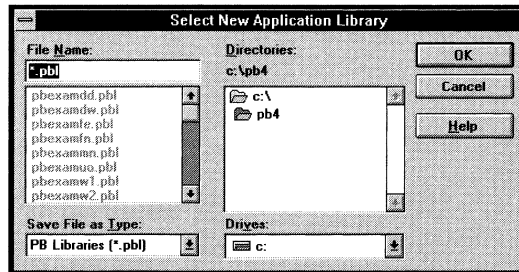 Select New Application Library
File Name:
*.pbl
pbexamdd.pbl
pbexamdw.pbl
pbexamfe.pbl
pbexamfn.pbl
pbexammn.pbl
pbexamuo.pbl
pbexamw1.pbl
pbexamw2.pbl
Save File as Type:
PB Libraries (*.pbl)
Directories:
c:\pb4
c:\
pb4
Drives:
c:
OK
Cancel
Help